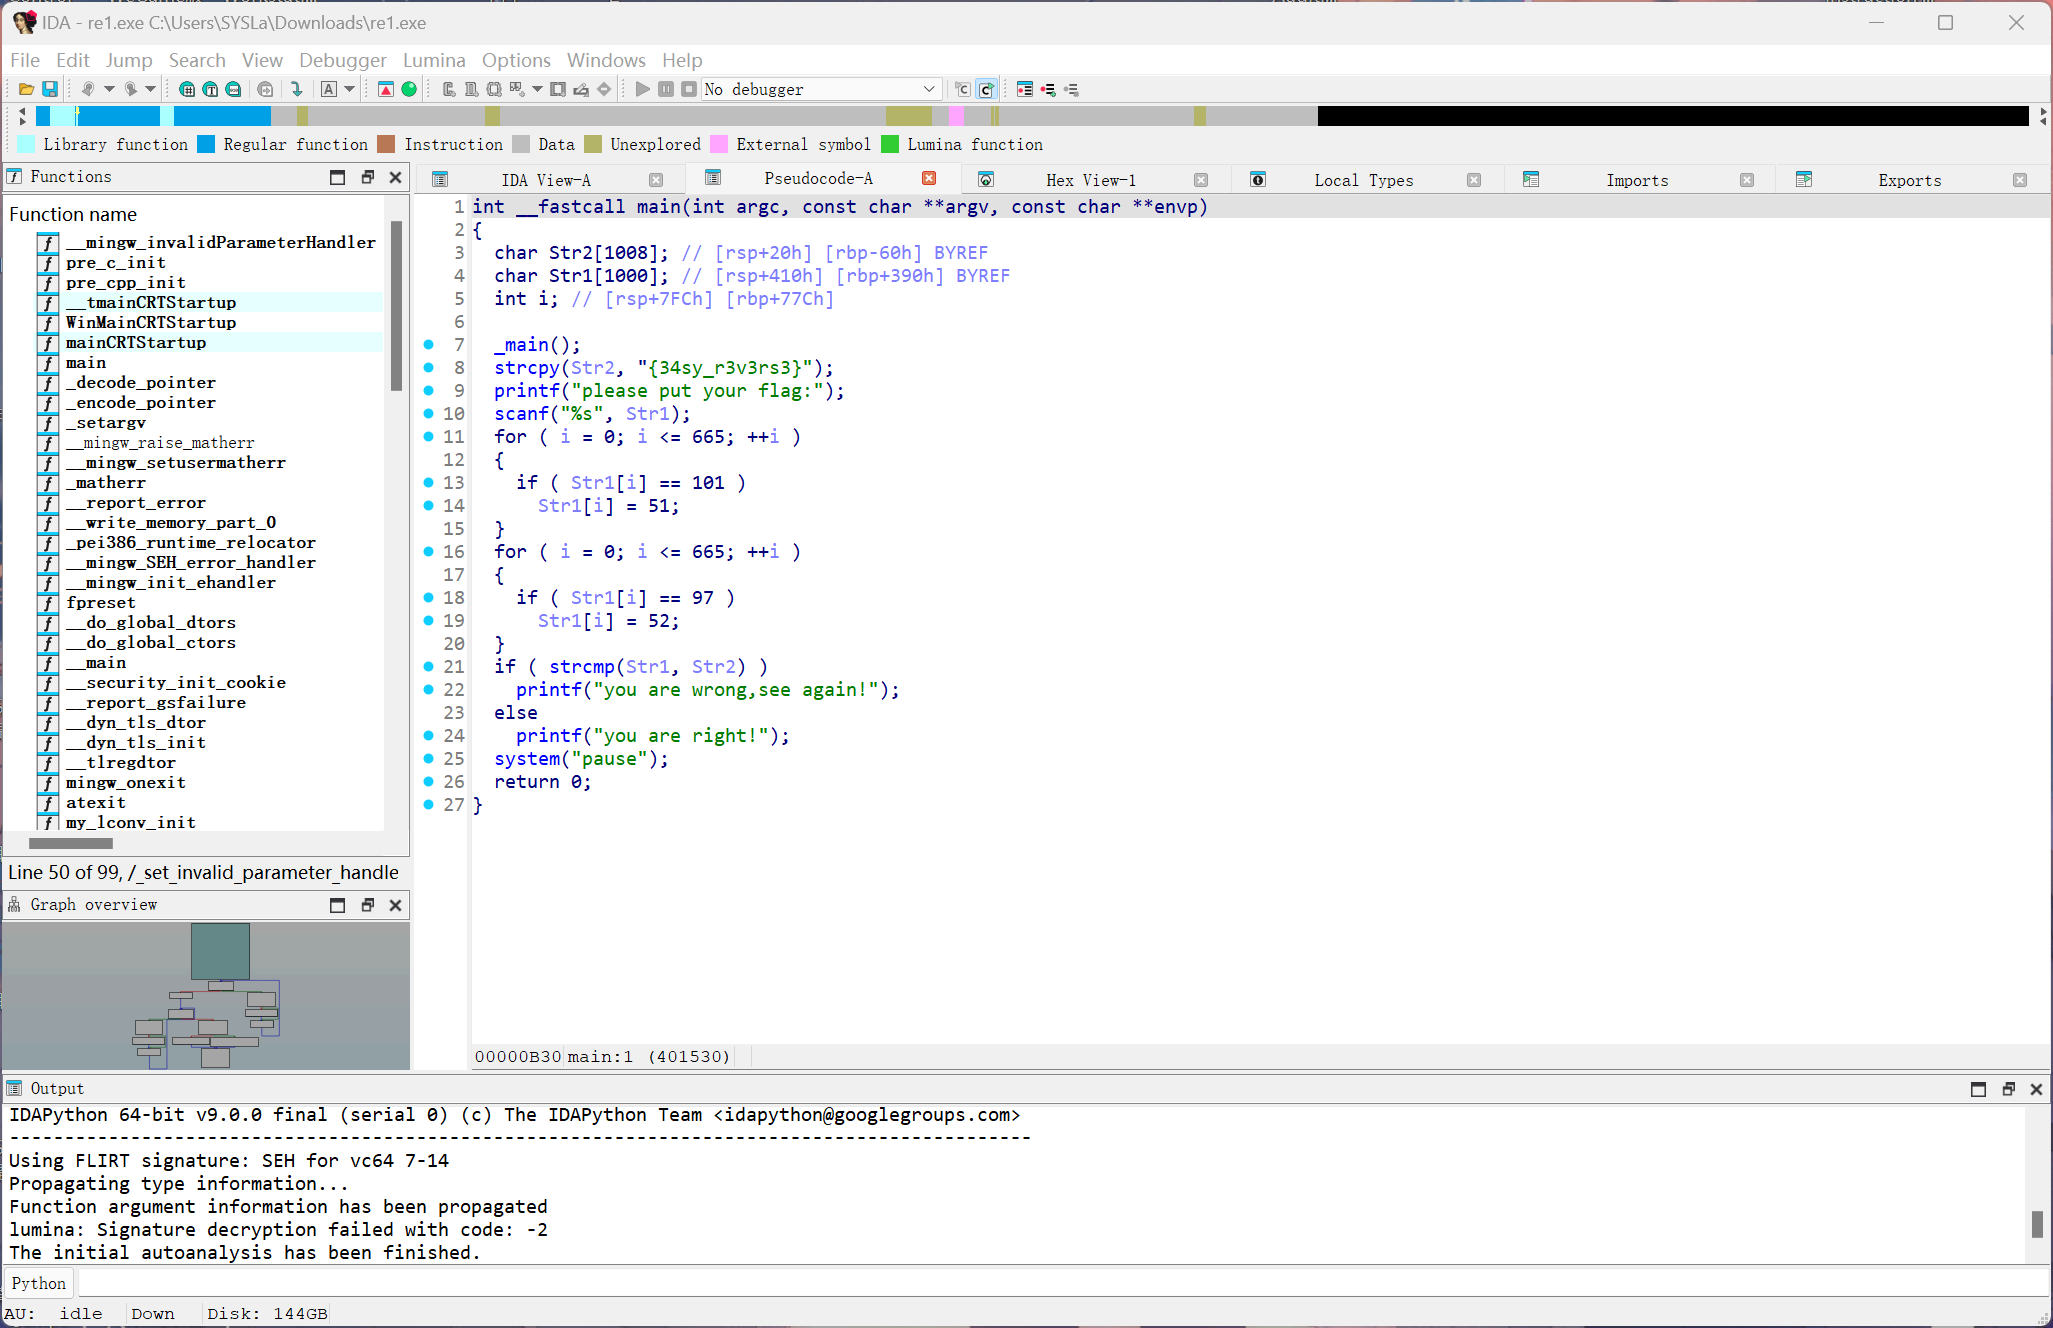 IDA - re1.exe C:\Users\SYSLa\Downloads\re1.exe
File Edit Jump Search View Debugger Lumina Options Windows Help
No debugger
Library function Regular function Instruction Data Unexplored External symbol Lumina function
Functions
IDA View-A Pseudocode-A Hex View-1 Local Types Imports Exports
Function name
__mingw_invalidParameterHandler
pre_c_init
pre_cpp_init
__tmainCRTStartup
WinMainCRTStartup
mainCRTStartup
main
_decode_pointer
_encode_pointer
_setargv
__mingw_raise_matherr
__mingw_setusermatherr
_matherr
__report_error
__write_memory_part_0
_pei386_runtime_relocator
__mingw_SEH_error_handler
__mingw_init_ehandler
fpreset
__do_global_dtors
__do_global_ctors
__main
__security_init_cookie
__report_gsfailure
__dyn_tls_dtor
__dyn_tls_init
__tlregdtor
mingw_onexit
atexit
my_lconv_init
Line 50 of 99, /_set_invalid_parameter_handle
Graph overview
1 int __fastcall main(int argc, const char **argv, const char **envp)
2 {
3 char Str2[1008]; // [rsp+20h] [rbp-60h] BYREF
4 char Str1[1000]; // [rsp+410h] [rbp+390h] BYREF
5 int i; // [rsp+7FCh] [rbp+77Ch]
6
7 _main();
8 strcpy(Str2, "{34sy_r3v3rs3}");
9 printf("please put your flag:");
10 scanf("%s", Str1);
11 for ( i = 0; i <= 665; ++i )
12 {
13 if ( Str1[i] == 101 )
14 Str1[i] = 51;
15 }
16 for ( i = 0; i <= 665; ++i )
17 {
18 if ( Str1[i] == 97 )
19 Str1[i] = 52;
20 }
21 if ( strcmp(Str1, Str2) )
22 printf("you are wrong,see again!");
23 else
24 printf("you are right!");
25 system("pause");
26 return 0;
27 }
00000B30 main:1 (401530)
Output
IDAPython 64-bit v9.0.0 final (serial 0) (c) The IDAPython Team <idapython@googlegroups.com>
---------------------------------------------------------------------------------------------
Using FLIRT signature: SEH for vc64 7-14
Propagating type information...
Function argument information has been propagated
lumina: Signature decryption failed with code: -2
The initial autoanalysis has been finished.
Python
AU: idle Down Disk: 144GB